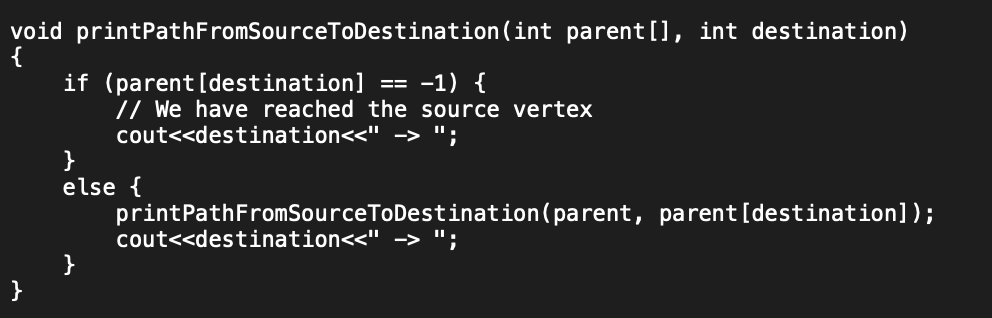 void printPathFromSourceToDestination(int parent[], int destination)
{
    if (parent[destination] == -1) {
        // We have reached the source vertex
        cout<<destination<<" -> ";
    }
    else {
        printPathFromSourceToDestination(parent, parent[destination]);
        cout<<destination<<" -> ";
    }
}